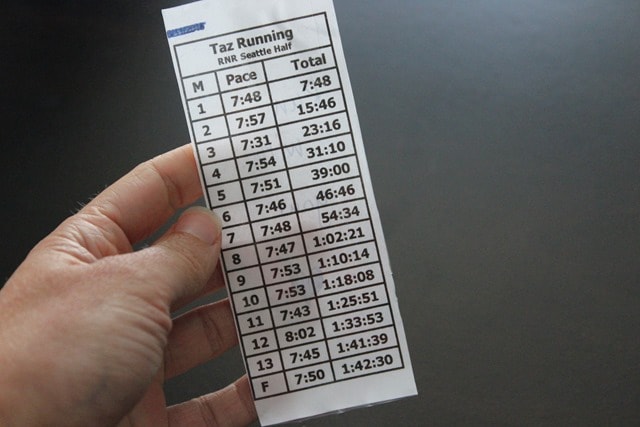 Taz Running
RNR Seattle Half
M Pace Total
1 7:48 7:48
2 7:57 15:46
3 7:31 23:16
4 7:54 31:10
5 7:51 39:00
6 7:46 46:46
7 7:48 54:34
8 7:47 1:02:21
9 7:53 1:10:14
10 7:53 1:18:08
11 7:43 1:25:51
12 8:02 1:33:53
13 7:45 1:41:39
F 7:50 1:42:30